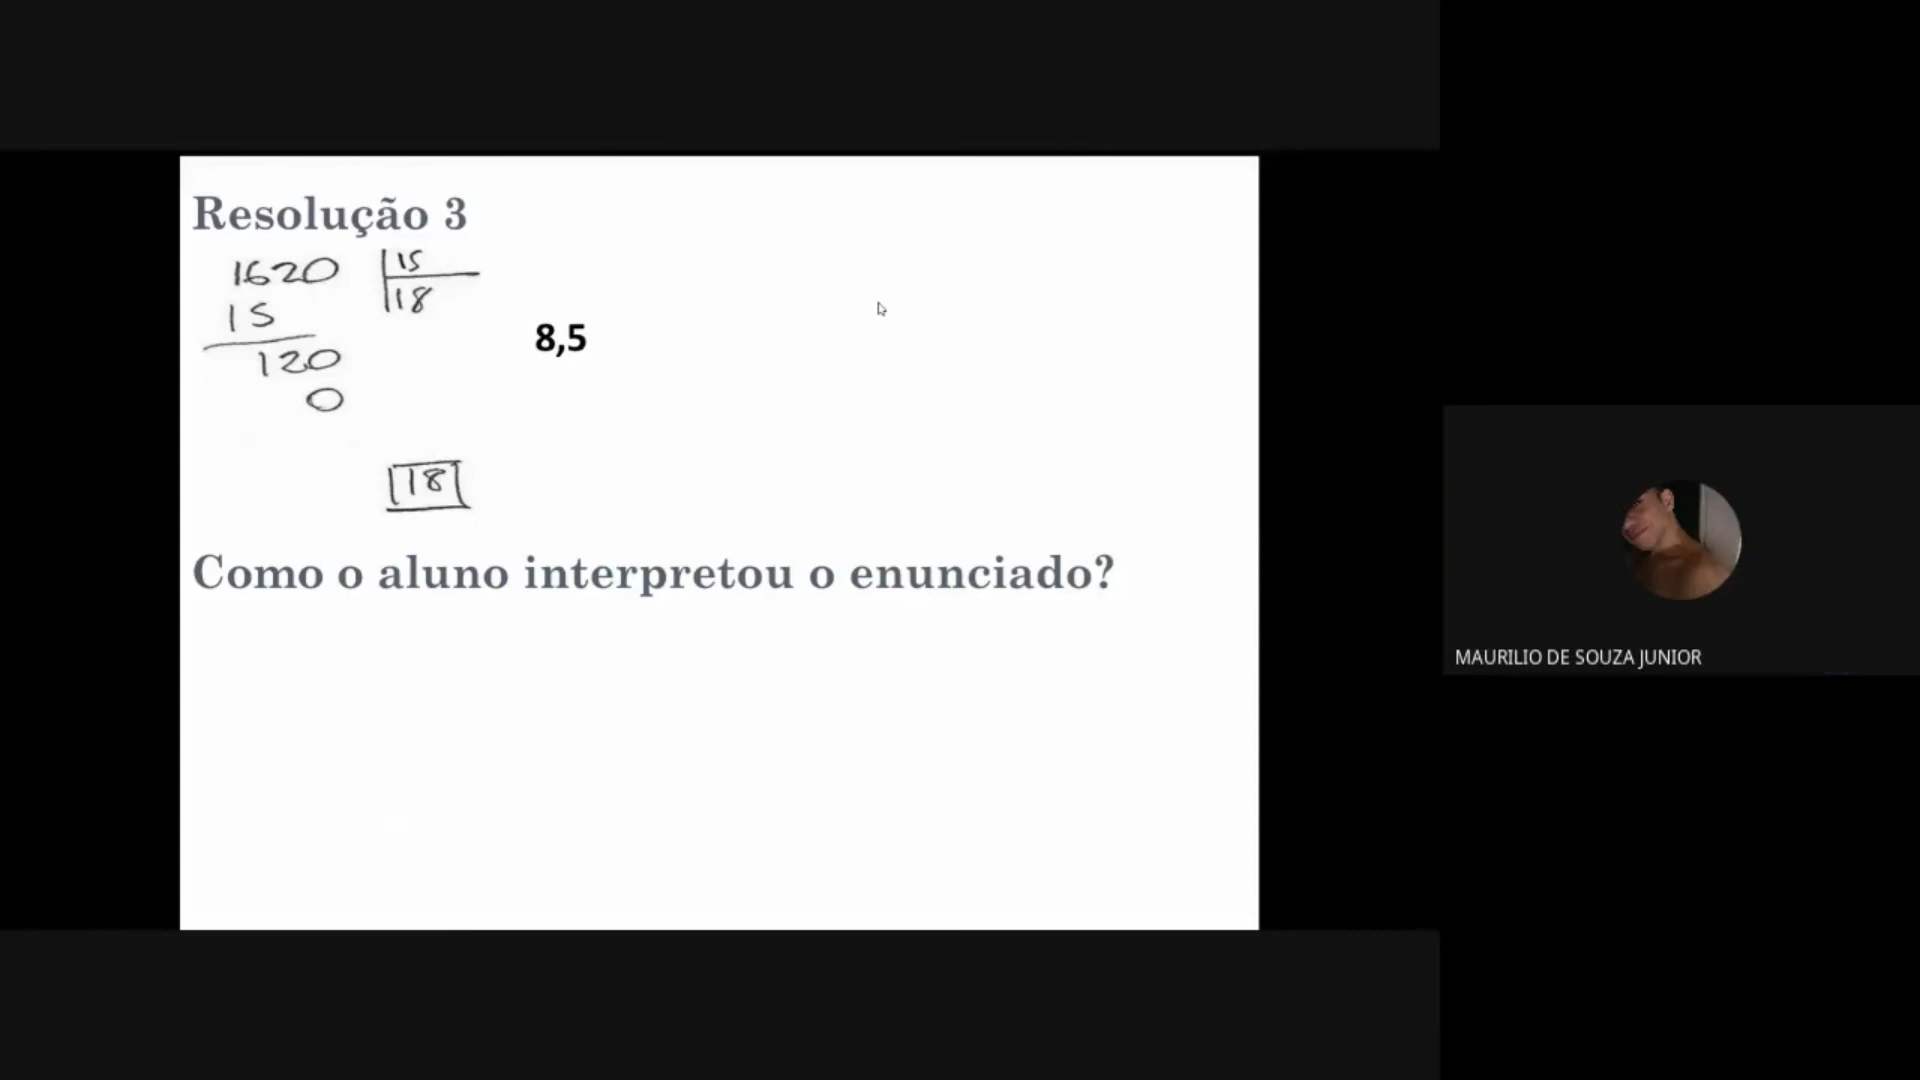 Resolução 3
1620 15
15 18
120
0
8,5
18
Como o aluno interpretou o enunciado?
MAURILIO DE SOUZA JUNIOR